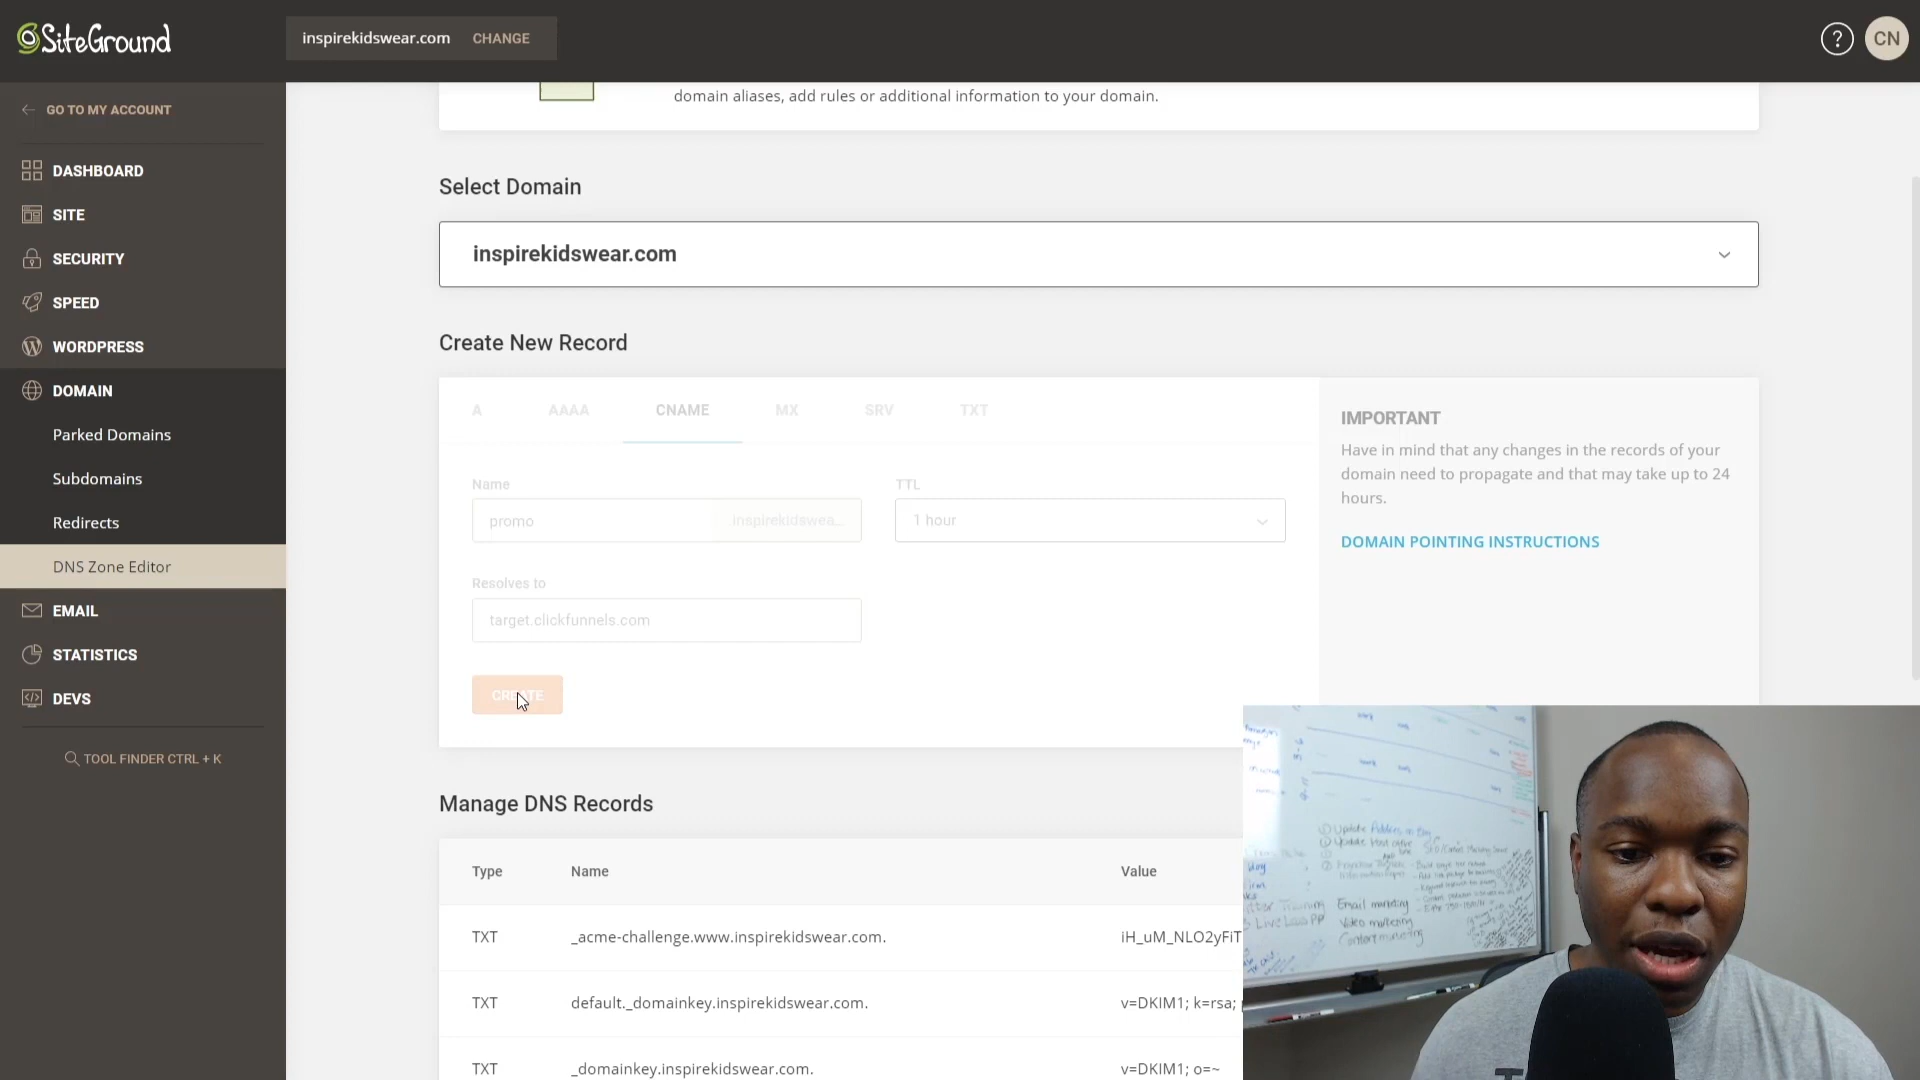 SiteGround
inspirekidswear.com CHANGE
?
CN
GO TO MY ACCOUNT
DASHBOARD
SITE
SECURITY
SPEED
WORDPRESS
DOMAIN
Parked Domains
Subdomains
Redirects
DNS Zone Editor
EMAIL
STATISTICS
DEVS
TOOL FINDER CTRL + K
domain aliases, add rules or additional information to your domain.
Select Domain
inspirekidswear.com
Create New Record
A AAAA CNAME MX SRV TXT
Name
promo inspirekidswea...
TTL
1 hour
Resolves to
target.clickfunnels.com
CREATE
IMPORTANT
Have in mind that any changes in the records of your
domain need to propagate and that may take up to 24
hours.
DOMAIN POINTING INSTRUCTIONS
Manage DNS Records
Type Name Value
TXT _acme-challenge.www.inspirekidswear.com. iH_uM_NLO2yFiT
TXT default._domainkey.inspirekidswear.com. v=DKIM1; k=rsa;
TXT _domainkey.inspirekidswear.com. v=DKIM1; o=~
Email marketing
Video marketing
Content marketing